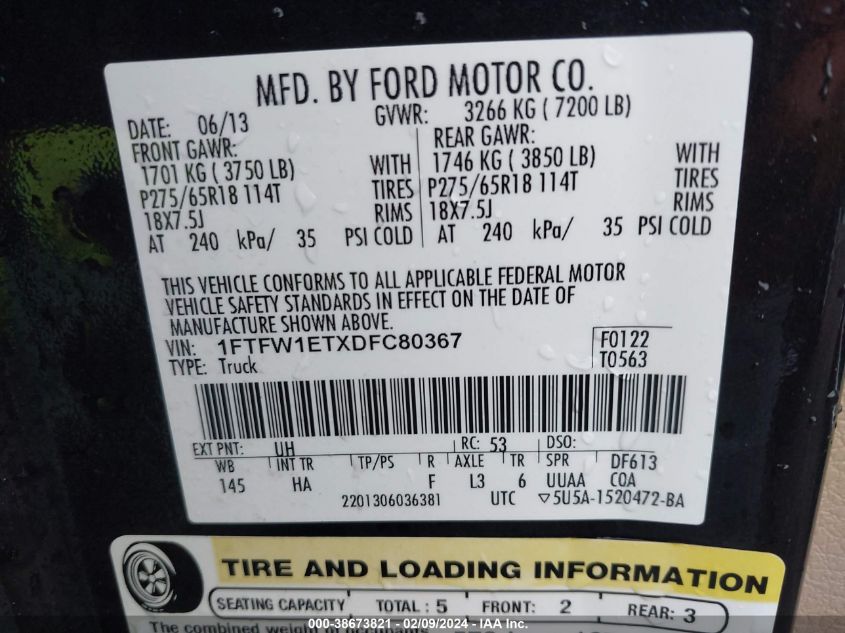 MFD. BY FORD MOTOR CO.
DATE: 06/13 GVWR: 3266 KG ( 7200 LB)
FRONT GAWR: REAR GAWR:
1701 KG ( 3750 LB) WITH 1746 KG ( 3850 LB) WITH
P275/65R18 114T TIRES P275/65R18 114T TIRES
18X7.5J RIMS 18X7.5J RIMS
AT 240 kPa/ 35 PSI COLD AT 240 kPa/ 35 PSI COLD
THIS VEHICLE CONFORMS TO ALL APPLICABLE FEDERAL MOTOR
VEHICLE SAFETY STANDARDS IN EFFECT ON THE DATE OF
MANUFACTURE SHOWN ABOVE.
VIN: 1FTFW1ETXDFC80367 F0122
TYPE: Truck T0563
EXT PNT: UH RC: 53 DSO:
WB INT TR TP/PS R AXLE TR SPR DF613
145 HA F L3 6 UUAA COA
2201306036381 UTC ▽5U5A-1520472-BA
TIRE AND LOADING INFORMATION
SEATING CAPACITY TOTAL : 5 FRONT: 2 REAR: 3
The combined weight of occupants
000-38673821 - 02/09/2024 - IAA Inc.